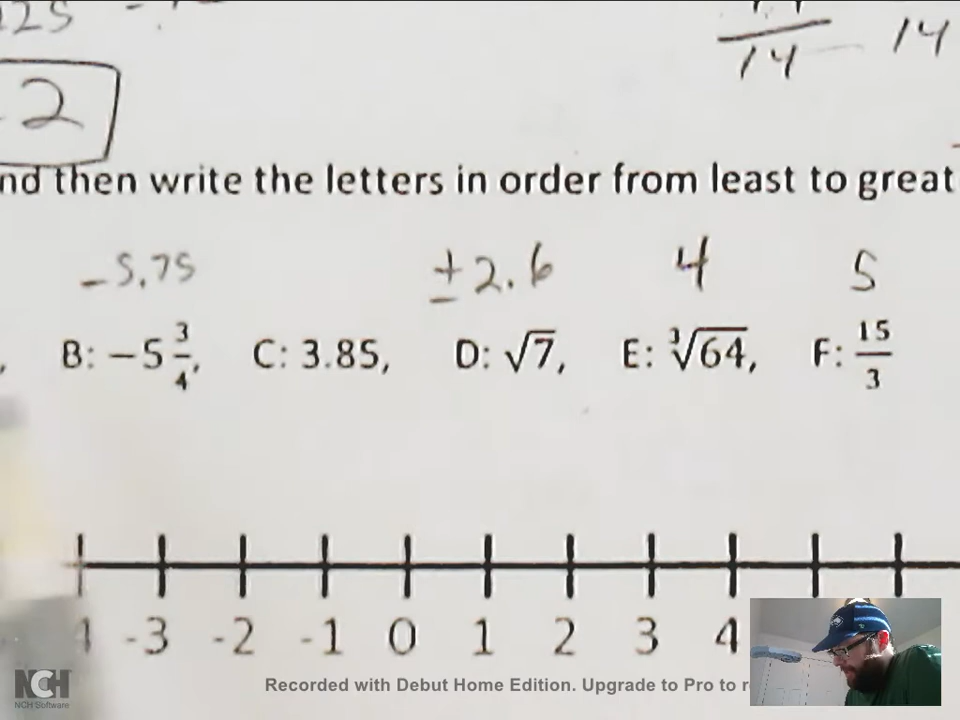 25
14
14
2
nd then write the letters in order from least to great
-5.75 ±2.6 4 5
, B: −5 3/4, C: 3.85, D: √7, E: ∛64, F: 15/3
-3 -2 -1 0 1 2 3 4
NCH
NCH Software
Recorded with Debut Home Edition. Upgrade to Pro to r